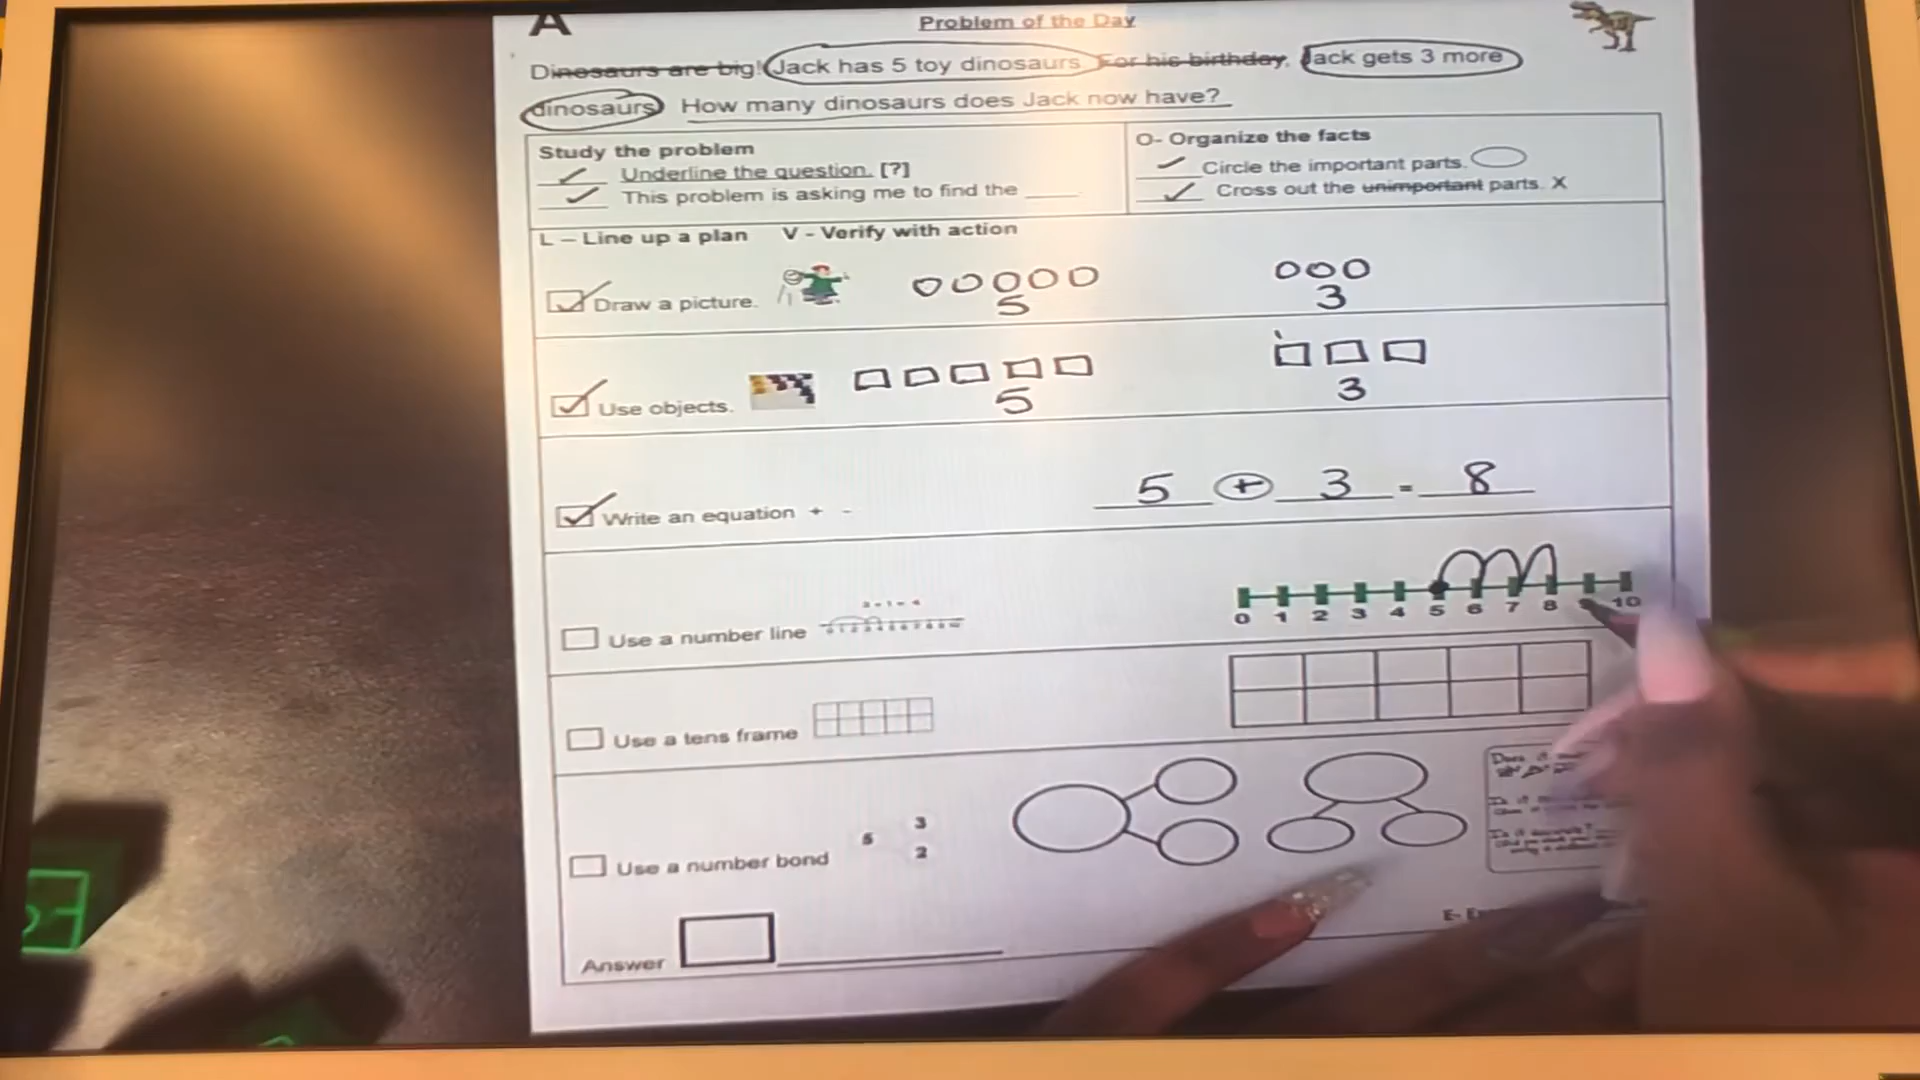 A
Problem of the Day
Dinosaurs are big! Jack has 5 toy dinosaurs For his birthday, Jack gets 3 more
dinosaurs How many dinosaurs does Jack now have?
Study the problem
Underline the question. [?]
This problem is asking me to find the ____
O- Organize the facts
Circle the important parts.
Cross out the unimportant parts. X
L – Line up a plan V - Verify with action
Draw a picture.
5 3
Use objects.
5 3
Write an equation + -
5 + 3 = 8
Use a number line
0 1 2 3 4 5 6 7 8 9 10
Use a tens frame
Use a number bond
5 3
2
Answer